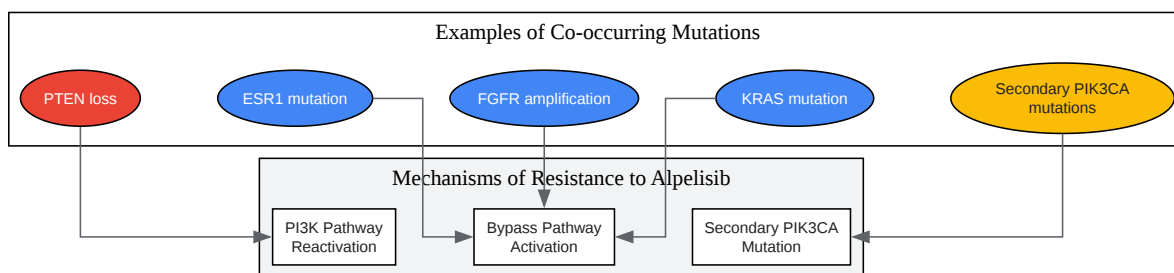 Examples of Co-occurring Mutations
PTEN loss
ESR1 mutation
FGFR amplification
KRAS mutation
Secondary PIK3CA
mutations
Mechanisms of Resistance to Alpelisib
PI3K Pathway
Reactivation
Bypass Pathway
Activation
Secondary PIK3CA
Mutation